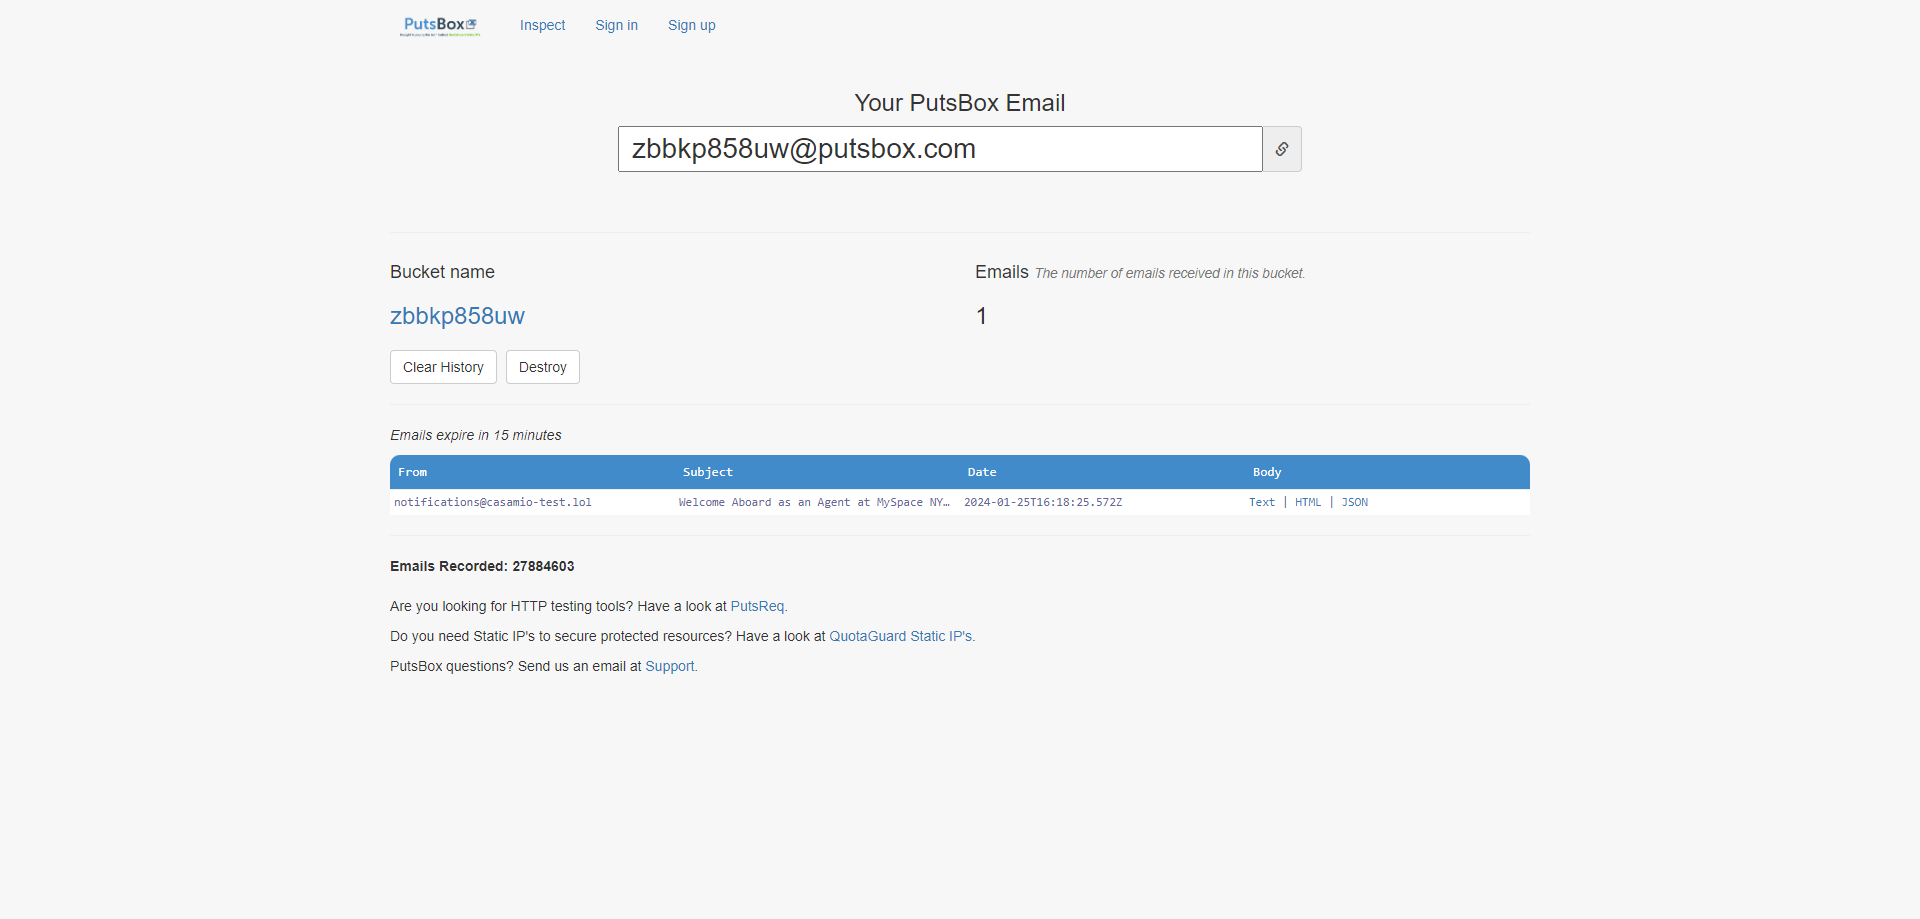 PutsBox
Inspect
Sign in
Sign up
Your PutsBox Email
zbbkp858uw@putsbox.com
Bucket name
Emails The number of emails received in this bucket.
zbbkp858uw
1
Clear History
Destroy
Emails expire in 15 minutes
From Subject Date Body
notifications@casamio-test.lol Welcome Aboard as an Agent at MySpace NY… 2024-01-25T16:18:25.572Z Text | HTML | JSON
Emails Recorded: 27884603
Are you looking for HTTP testing tools? Have a look at PutsReq.
Do you need Static IP's to secure protected resources? Have a look at QuotaGuard Static IP's.
PutsBox questions? Send us an email at Support.